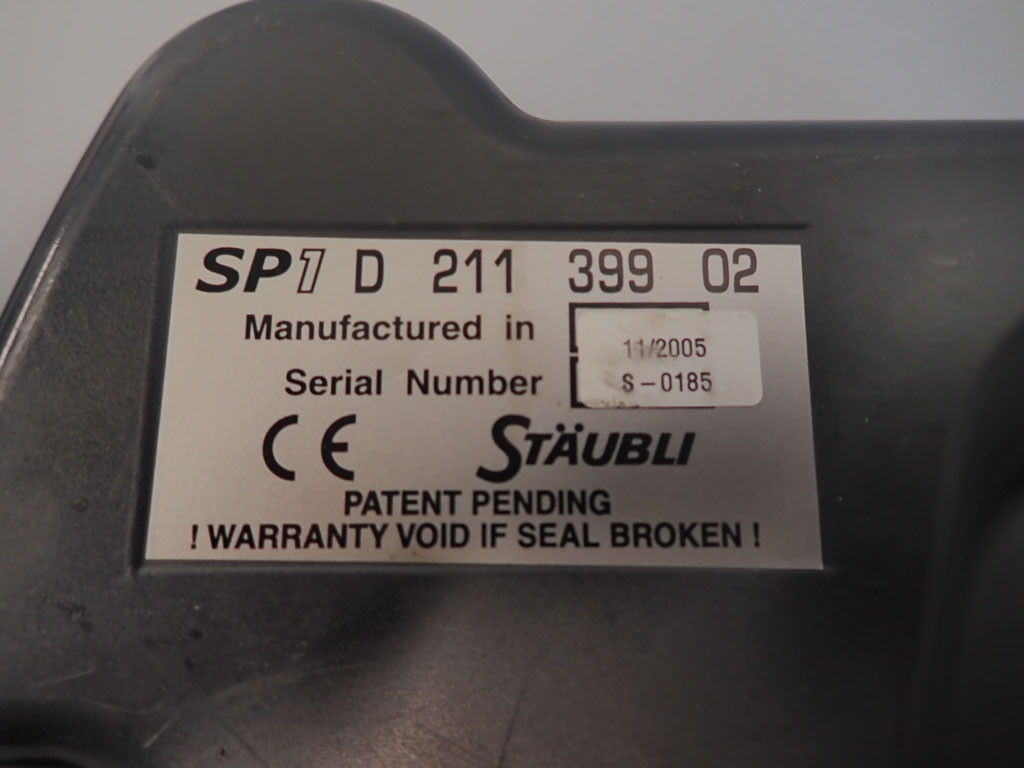 SP1 D 211 399 02
Manufactured in 11/2005
Serial Number S-0185
CE STÄUBLI
PATENT PENDING
! WARRANTY VOID IF SEAL BROKEN !